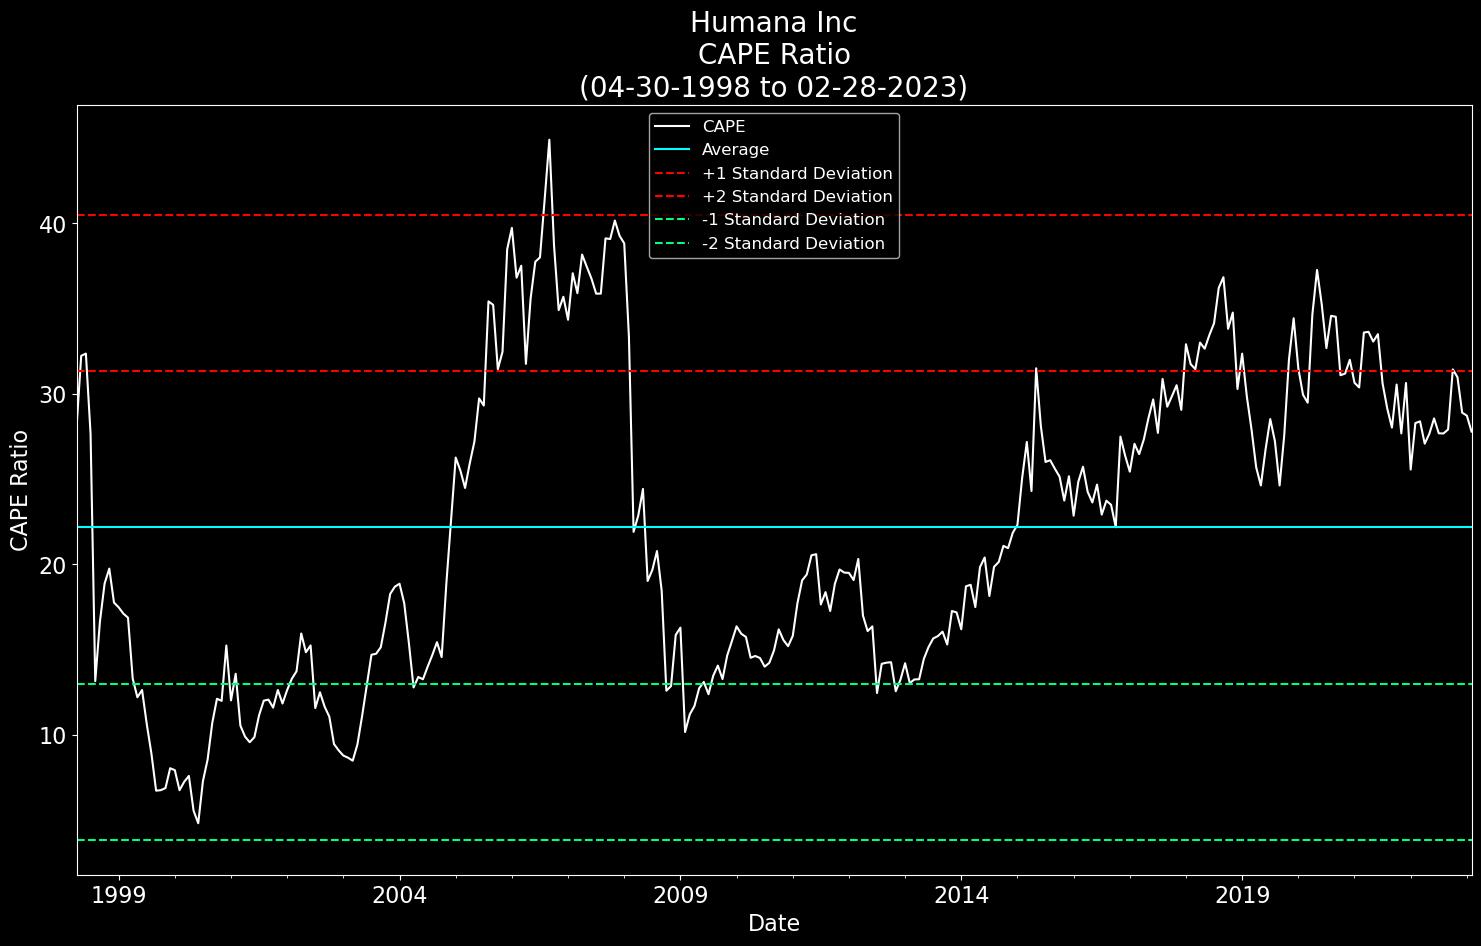 Humana Inc
CAPE Ratio
(04-30-1998 to 02-28-2023)
CAPE
Average
+1 Standard Deviation
+2 Standard Deviation
-1 Standard Deviation
-2 Standard Deviation
CAPE Ratio
40
30
20
10
1999
2004
2009
2014
2019
Date